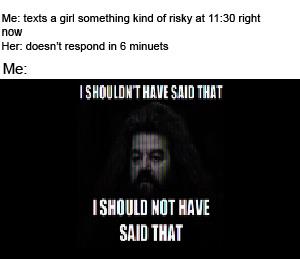 Me: texts a girl something kind of risky at 11:30 right
now
Her: doesn't respond in 6 minuets
Me:
I SHOULDN'T HAVE SAID THAT
I SHOULD NOT HAVE
SAID THAT